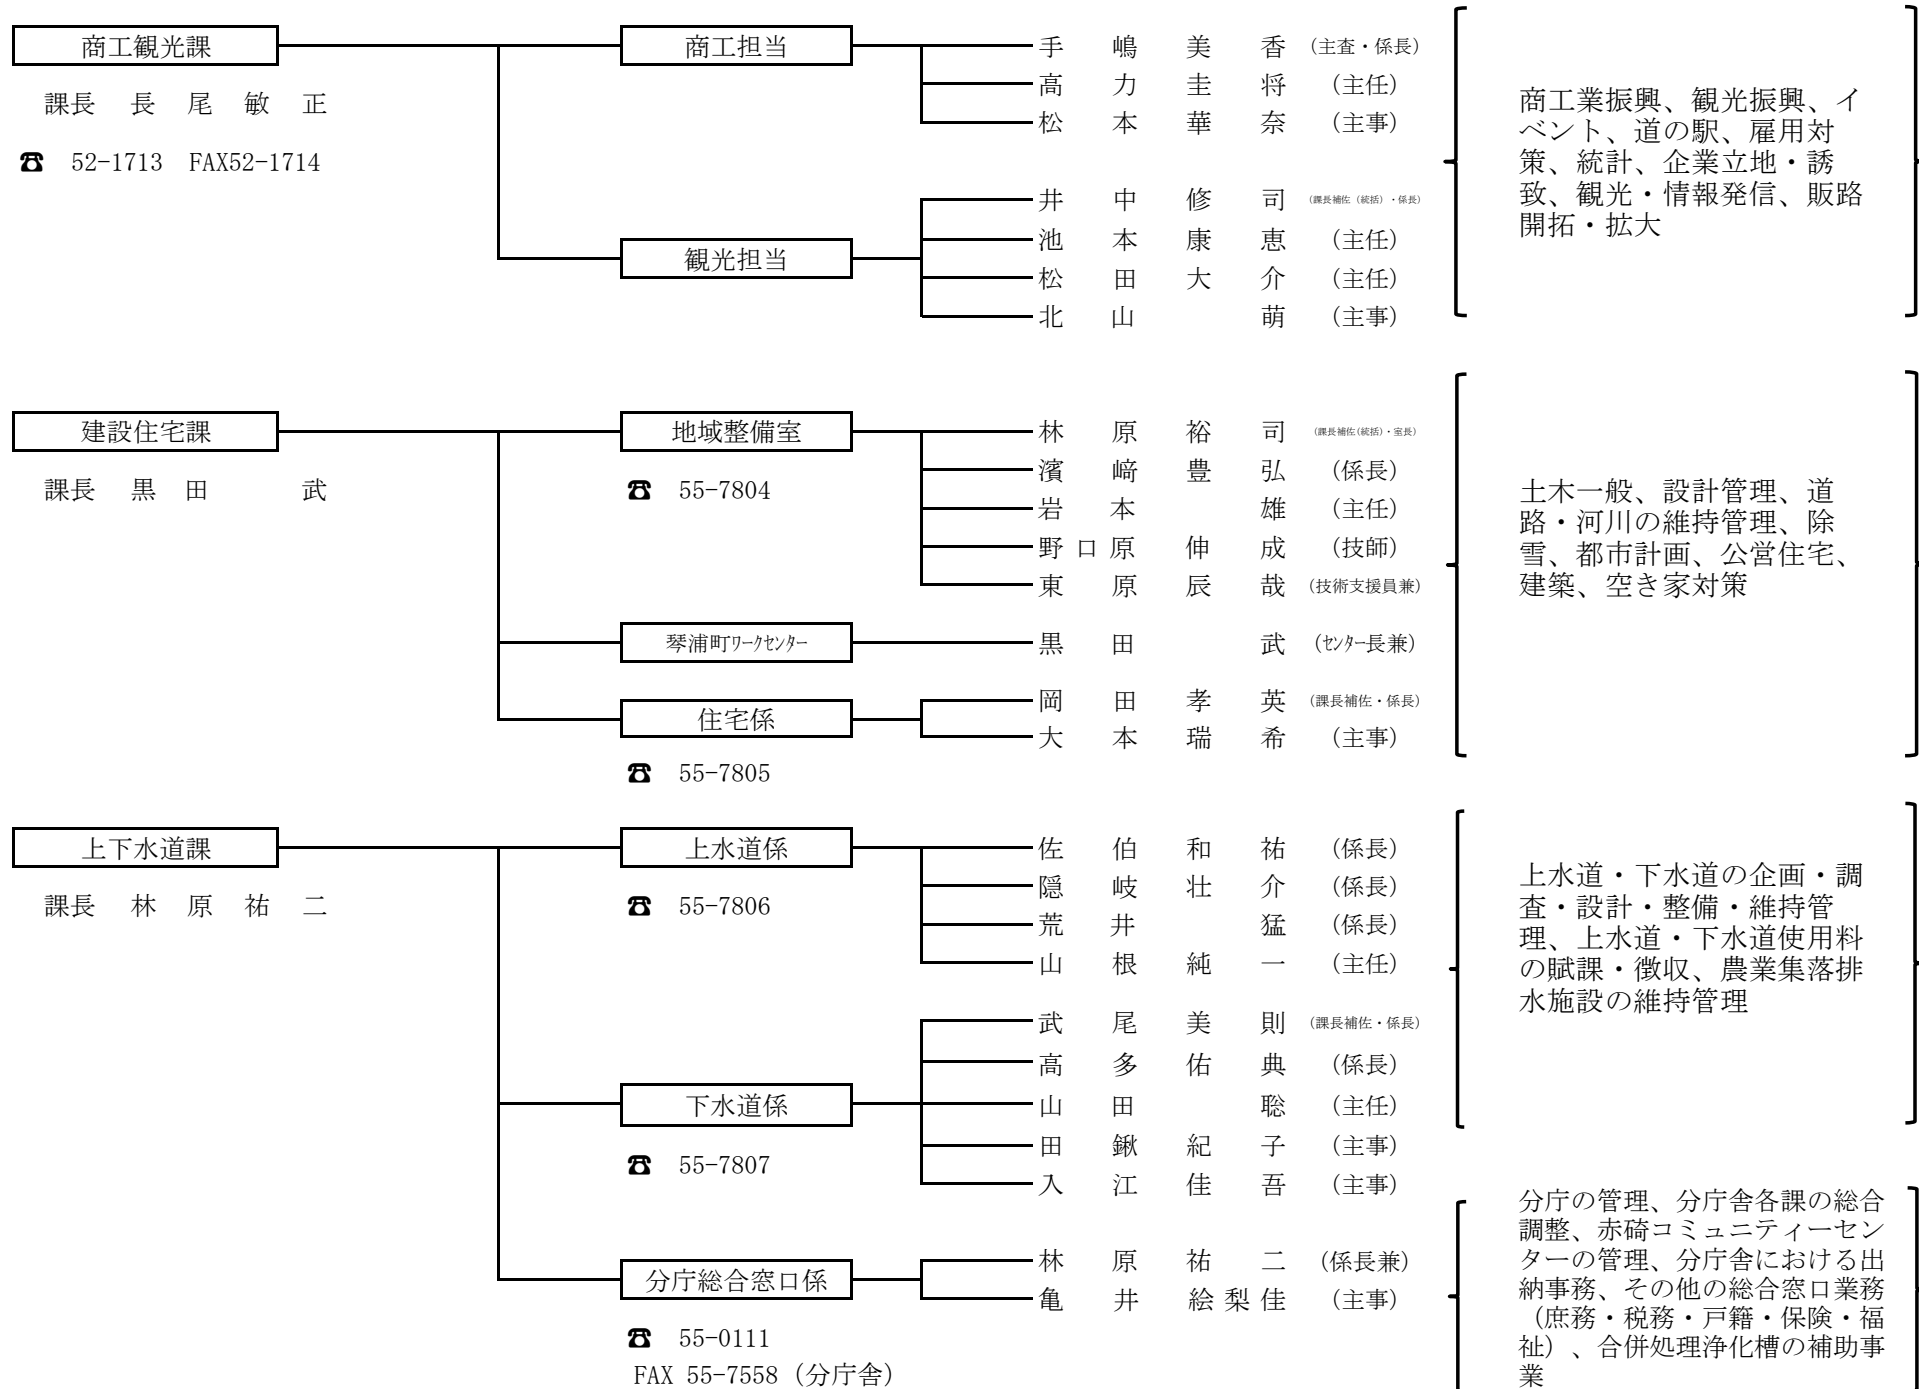 商工観光課
課長 長尾敏正
☎ 52-1713 FAX52-1714
商工担当
手嶋美香 (主査・係長)
高力圭将 (主任)
松本華奈 (主事)
観光担当
井中修司 (課長補佐(統括)・係長)
池本康恵 (主任)
松田大介 (主任)
北山萌 (主事)
商工業振興、観光振興、イ
ベント、道の駅、雇用対
策、統計、企業立地・誘
致、観光・情報発信、販路
開拓・拡大
建設住宅課
課長 黒田武
地域整備室
☎ 55-7804
林原裕司 (課長補佐(統括)・室長)
濱﨑豊弘 (係長)
岩本雄 (主任)
野口原伸成 (技師)
東原辰哉 (技術支援員兼)
琴浦町ワークセンター
黒田武 (センター長兼)
住宅係
☎ 55-7805
岡田孝英 (課長補佐・係長)
大本瑞希 (主事)
土木一般、設計管理、道
路・河川の維持管理、除
雪、都市計画、公営住宅、
建築、空き家対策
上下水道課
課長 林原祐二
上水道係
☎ 55-7806
佐伯和祐 (係長)
隠岐壮介 (係長)
荒井猛 (係長)
山根純一 (主任)
下水道係
☎ 55-7807
武尾美則 (課長補佐・係長)
高多佑典 (係長)
山田聡 (主任)
田鍬紀子 (主事)
入江佳吾 (主事)
上水道・下水道の企画・調
査・設計・整備・維持管
理、上水道・下水道使用料
の賦課・徴収、農業集落排
水施設の維持管理
分庁総合窓口係
☎ 55-0111
FAX 55-7558(分庁舎)
林原祐二 (係長兼)
亀井絵梨佳 (主事)
分庁の管理、分庁舎各課の総合
調整、赤碕コミュニティーセン
ターの管理、分庁舎における出
納事務、その他の総合窓口業務
(庶務・税務・戸籍・保険・福
祉)、合併処理浄化槽の補助事
業